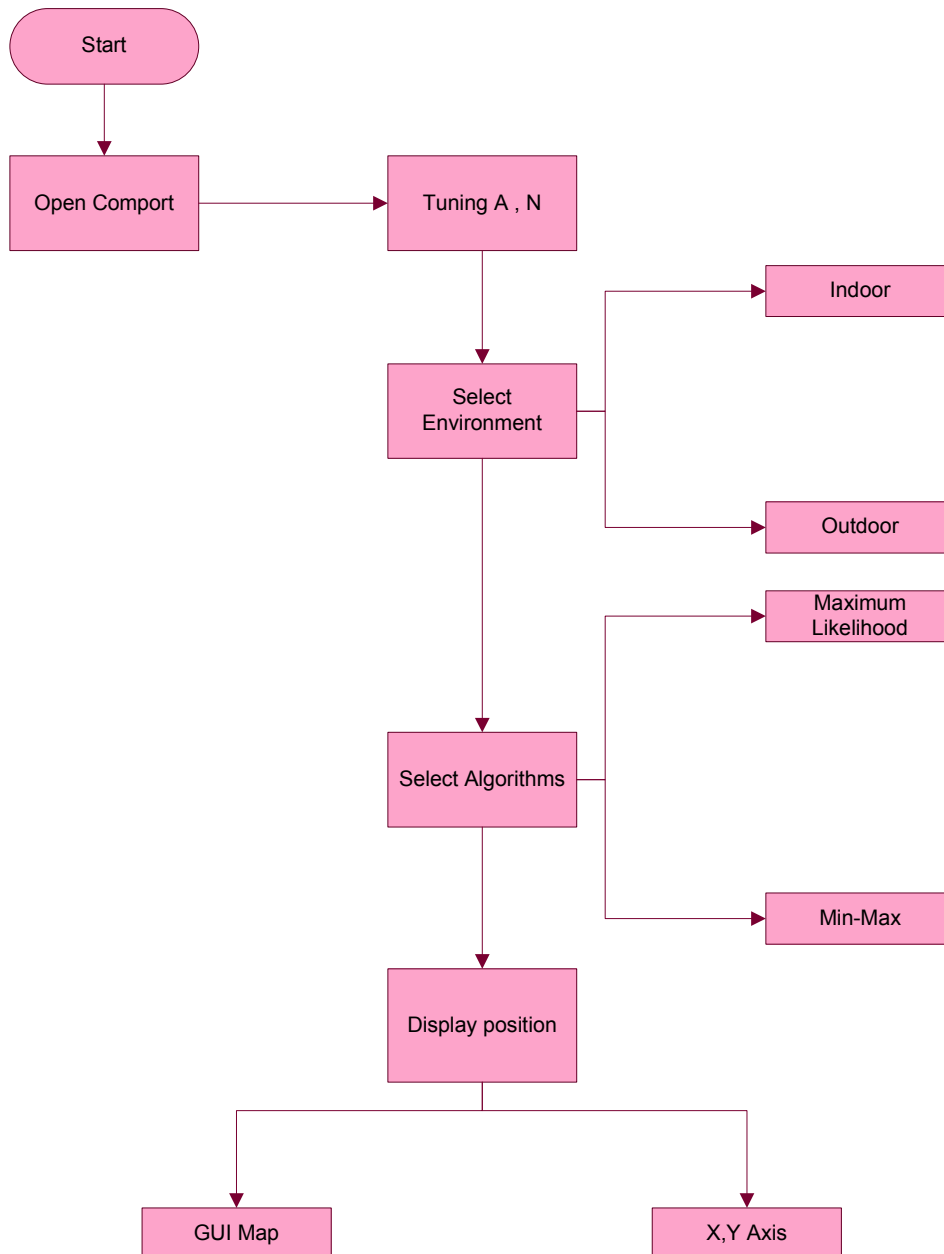 Start
Open Comport
Tuning A , N
Indoor
Select
Environment
Outdoor
Maximum
Likelihood
Select Algorithms
Min-Max
Display position
GUI Map
X,Y Axis